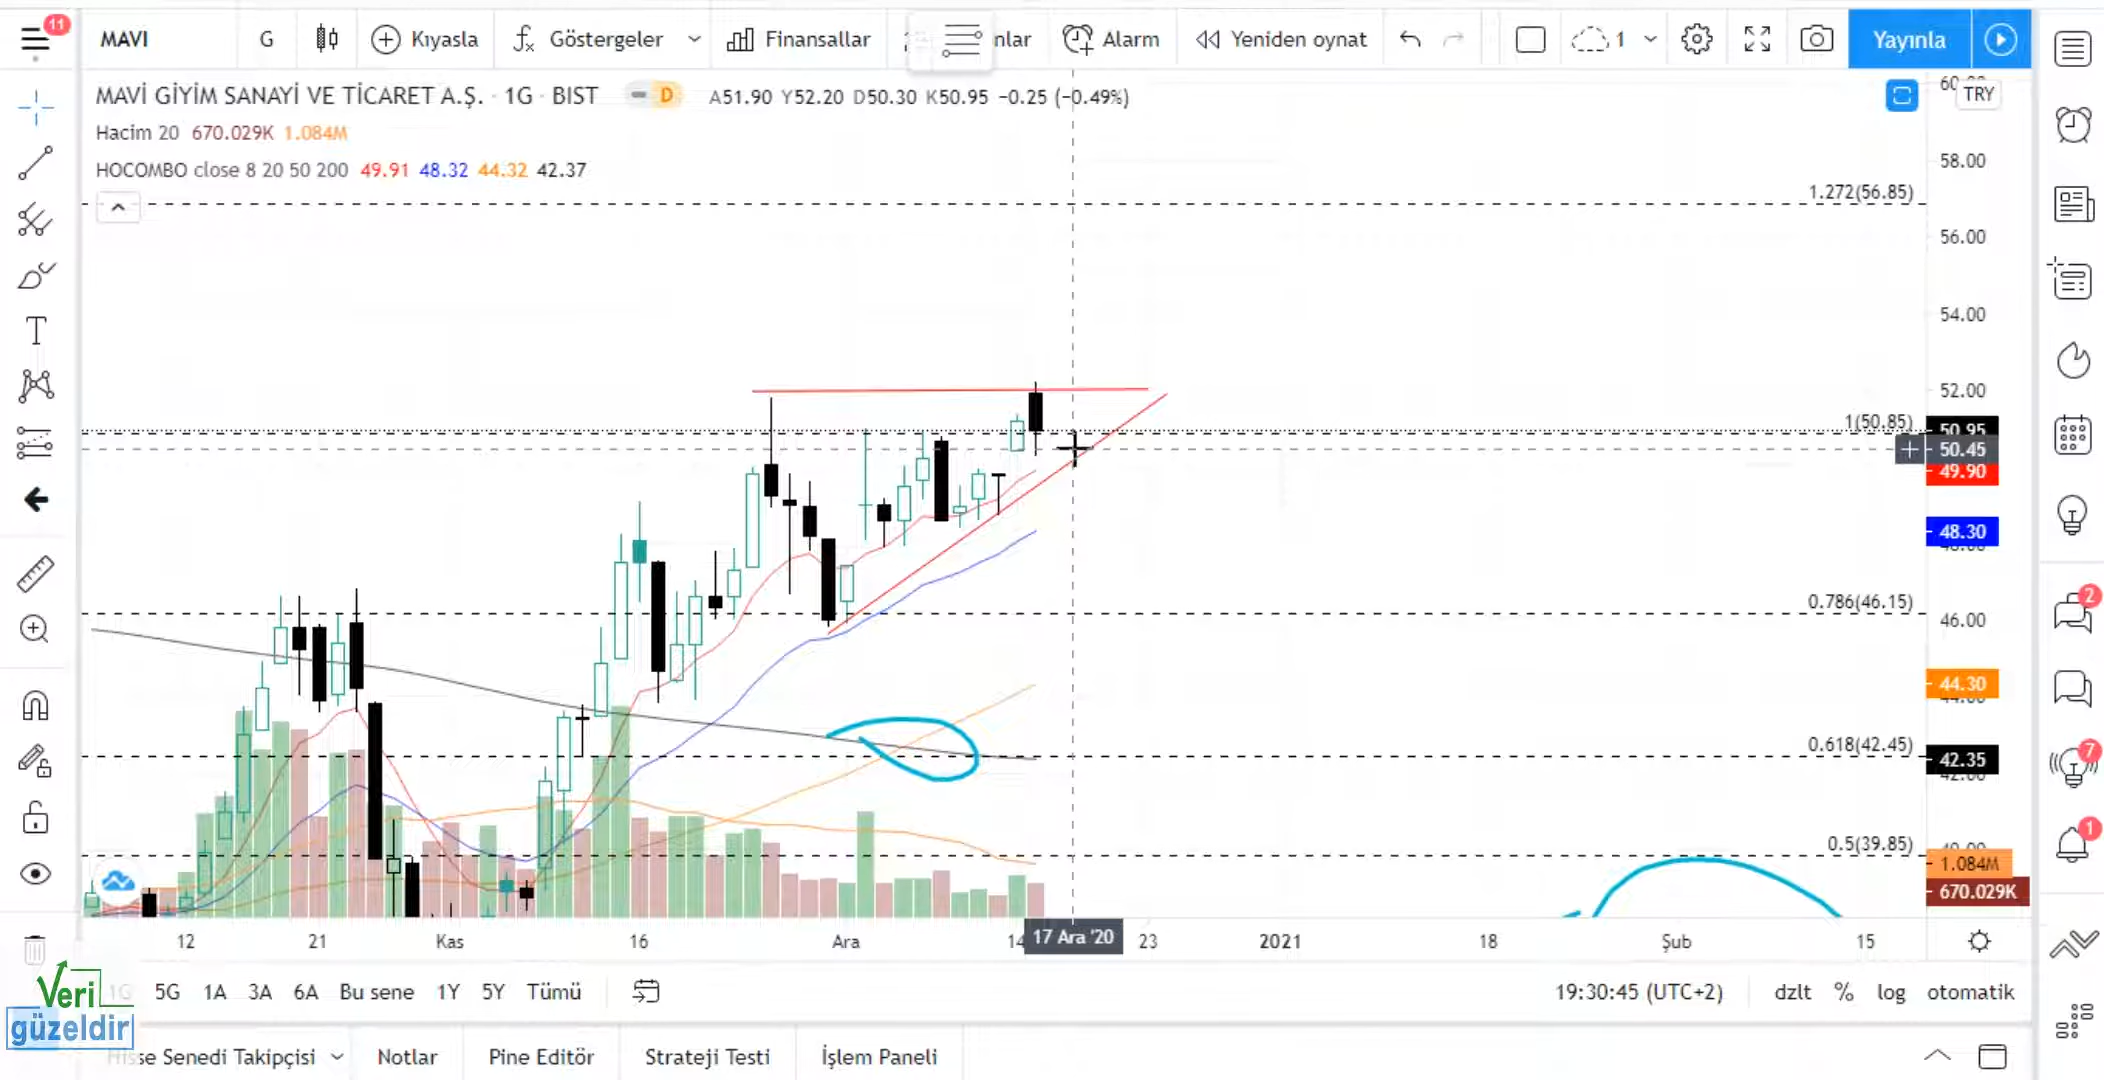 11
MAVI
G
Kıyasla
Göstergeler
Finansallar
nlar
Alarm
Yeniden oynat
1
Yayınla
MAVİ GİYİM SANAYİ VE TİCARET A.Ş. · 1G · BIST
D
A51.90 Y52.20 D50.30 K50.95 −0.25 (−0.49%)
Hacim 20 670.029K 1.084M
HOCOMBO close 8 20 50 200 49.91 48.32 44.32 42.37
TRY
58.00
1.272(56.85)
56.00
54.00
52.00
1(50.85)
50.95
50.45
49.90
48.30
0.786(46.15)
46.00
44.30
0.618(42.45)
42.35
0.5(39.85)
1.084M
670.029K
2
7
1
12
21
Kas
16
Ara
14
17 Ara '20
23
2021
18
Şub
15
Veri
güzeldir
1G 5G 1A 3A 6A Bu sene 1Y 5Y Tümü
19:30:45 (UTC+2)
dzlt % log otomatik
Hisse Senedi Takipçisi
Notlar
Pine Editör
Strateji Testi
İşlem Paneli